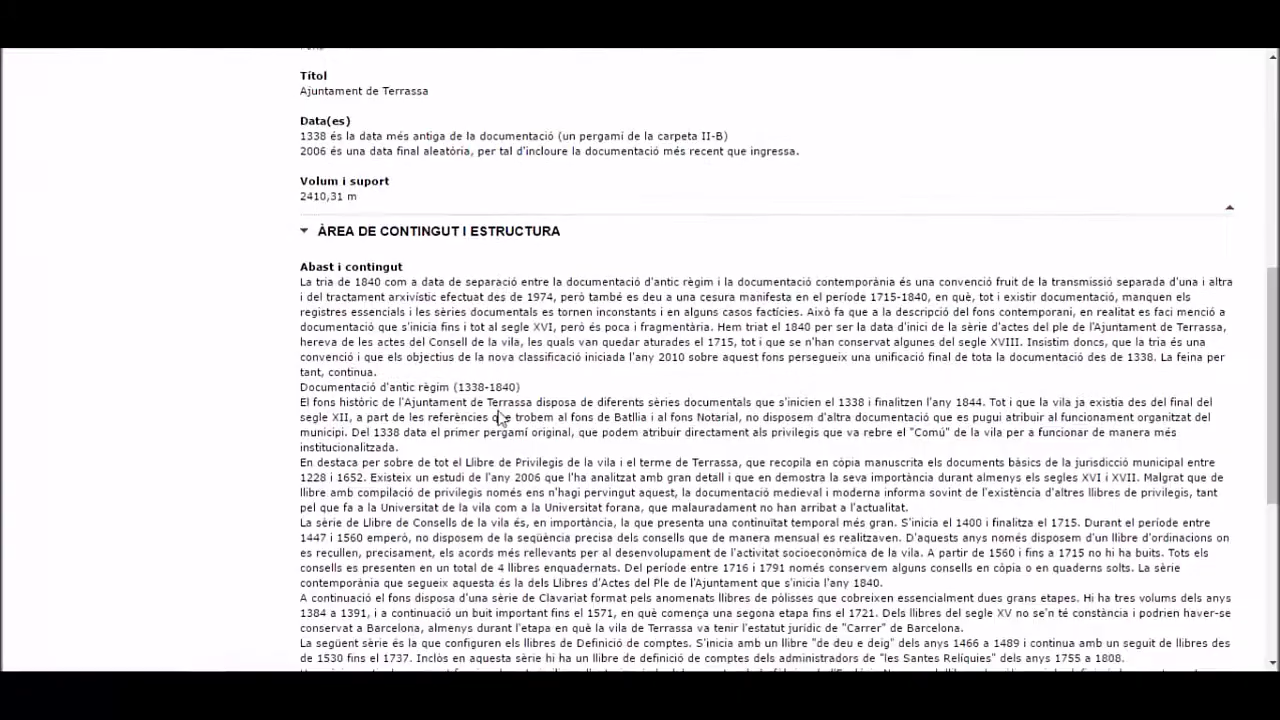 Títol
Ajuntament de Terrassa
Data(es)
1338 és la data més antiga de la documentació (un pergamí de la carpeta II-B)
2006 és una data final aleatòria, per tal d'incloure la documentació més recent que ingressa.
Volum i suport
2410,31 m
ÀREA DE CONTINGUT I ESTRUCTURA
Abast i contingut
La tria de 1840 com a data de separació entre la documentació d'antic règim i la documentació contemporània és una convenció fruit de la transmissió separada d'una i altra
i del tractament arxivístic efectuat des de 1974, però també es deu a una cesura manifesta en el període 1715-1840, en què, tot i existir documentació, manquen els
registres essencials i les sèries documentals es tornen inconstants i en alguns casos factícies. Això fa que a la descripció del fons contemporani, en realitat es faci menció a
documentació que s'inicia fins i tot al segle XVI, però és poca i fragmentària. Hem triat el 1840 per ser la data d'inici de la sèrie d'actes del ple de l'Ajuntament de Terrassa,
hereva de les actes del Consell de la vila, les quals van quedar aturades el 1715, tot i que se n'han conservat algunes del segle XVIII. Insistim doncs, que la tria és una
convenció i que els objectius de la nova classificació iniciada l'any 2010 sobre aquest fons persegueix una unificació final de tota la documentació des de 1338. La feina per
tant, continua.
Documentació d'antic règim (1338-1840)
El fons històric de l'Ajuntament de Terrassa disposa de diferents sèries documentals que s'inicien el 1338 i finalitzen l'any 1844. Tot i que la vila ja existia des del final del
segle XII, a part de les referències que trobem al fons de Batllia i al fons Notarial, no disposem d'altra documentació que es pugui atribuir al funcionament organitzat del
municipi. Del 1338 data el primer pergamí original, que podem atribuir directament als privilegis que va rebre el "Comú" de la vila per a funcionar de manera més
institucionalitzada.
En destaca per sobre de tot el Llibre de Privilegis de la vila i el terme de Terrassa, que recopila en còpia manuscrita els documents bàsics de la jurisdicció municipal entre
1228 i 1652. Existeix un estudi de l'any 2006 que l'ha analitzat amb gran detall i que en demostra la seva importància durant almenys els segles XVI i XVII. Malgrat que de
llibre amb compilació de privilegis només ens n'hagi pervingut aquest, la documentació medieval i moderna informa sovint de l'existència d'altres llibres de privilegis, tant
pel que fa a la Universitat de la vila com a la Universitat forana, que malauradament no han arribat a l'actualitat.
La sèrie de Llibre de Consells de la vila és, en importància, la que presenta una continuïtat temporal més gran. S'inicia el 1400 i finalitza el 1715. Durant el període entre
1447 i 1560 emperò, no disposem de la seqüència precisa dels consells que de manera mensual es realitzaven. D'aquests anys només disposem d'un llibre d'ordinacions on
es recullen, precisament, els acords més rellevants per al desenvolupament de l'activitat socioeconòmica de la vila. A partir de 1560 i fins a 1715 no hi ha buits. Tots els
consells es presenten en un total de 4 llibres enquadernats. Del període entre 1716 i 1791 només conservem alguns consells en còpia o en quaderns solts. La sèrie
contemporània que segueix aquesta és la dels Llibres d'Actes del Ple de l'Ajuntament que s'inicia l'any 1840.
A continuació el fons disposa d'una sèrie de Clavariat format pels anomenats llibres de pòlisses que cobreixen essencialment dues grans etapes. Hi ha tres volums dels anys
1384 a 1391, i a continuació un buit important fins el 1571, en què comença una segona etapa fins el 1721. Dels llibres del segle XV no se'n té constància i podrien haver-se
conservat a Barcelona, almenys durant l'etapa en què la vila de Terrassa va tenir l'estatut jurídic de "Carrer" de Barcelona.
La següent sèrie és la que configuren els llibres de Definició de comptes. S'inicia amb un llibre "de deu e deig" dels anys 1466 a 1489 i continua amb un seguit de llibres des
de 1530 fins el 1737. Inclòs en aquesta sèrie hi ha un llibre de definició de comptes dels administradors de "les Santes Relíquies" dels anys 1755 a 1808.